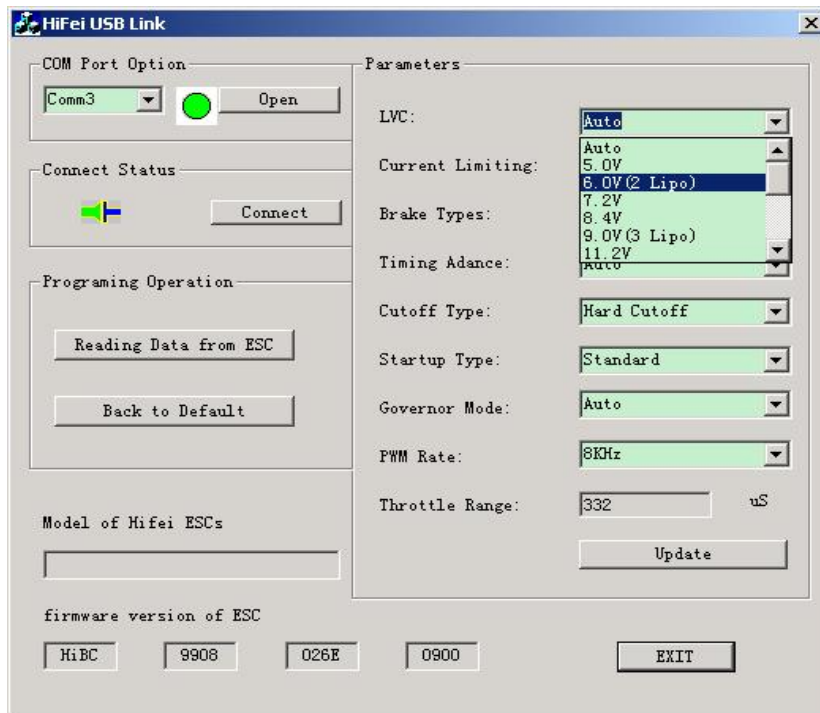 HiFei USB Link
COM Port Option
Comm3
Open
Connect Status
Connect
Programing Operation
Reading Data from ESC
Back to Default
Model of Hifei ESCs
firmware version of ESC
HiBC
9908
026E
0900
Parameters
LVC:
Auto
Auto
5.0V
6.0V(2 Lipo)
7.2V
8.4V
9.0V(3 Lipo)
11.2V
Current Limiting:
Brake Types:
Timing Adance:
Auto
Cutoff Type:
Hard Cutoff
Startup Type:
Standard
Governor Mode:
Auto
PWM Rate:
8KHz
Throttle Range:
332
uS
Update
EXIT